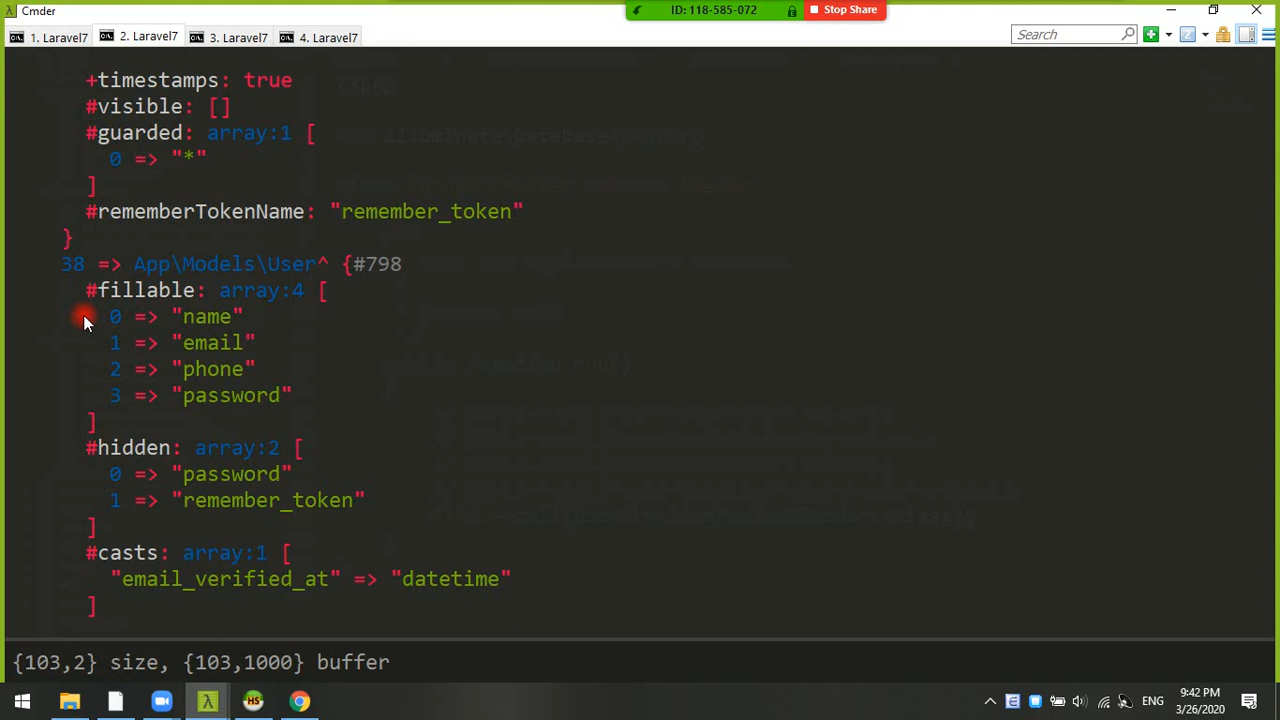 Cmder
ID: 118-585-072
Stop Share
1. Laravel7
2. Laravel7
3. Laravel7
4. Laravel7
Search
+timestamps: true
#visible: []
#guarded: array:1 [
0 => "*"
]
#rememberTokenName: "remember_token"
}
38 => App\Models\User^ {#798
#fillable: array:4 [
0 => "name"
1 => "email"
2 => "phone"
3 => "password"
]
#hidden: array:2 [
0 => "password"
1 => "remember_token"
]
#casts: array:1 [
"email_verified_at" => "datetime"
]
{103,2} size, {103,1000} buffer
HS
ENG
9:42 PM
3/26/2020